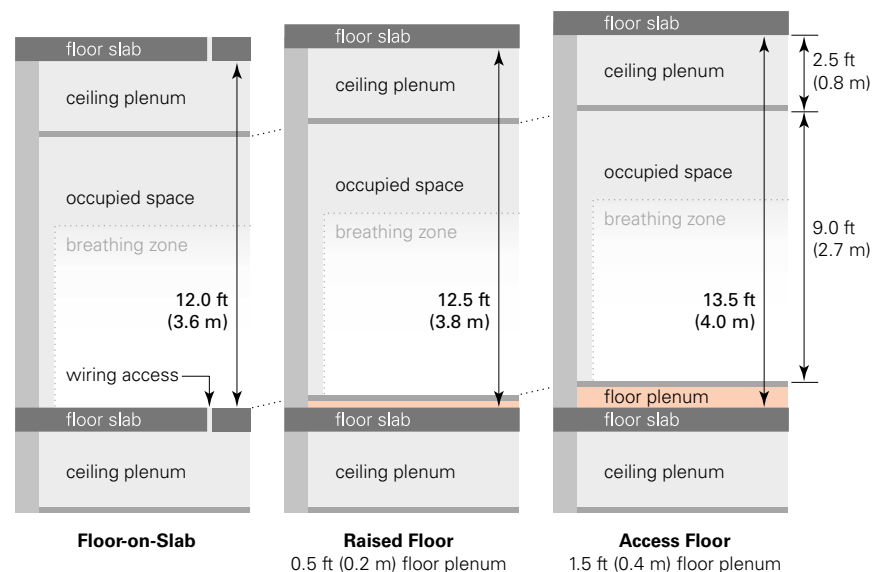 floor slab
ceiling plenum
occupied space
breathing zone
12.0 ft
(3.6 m)
wiring access
floor slab
ceiling plenum
Floor-on-Slab
floor slab
ceiling plenum
occupied space
breathing zone
12.5 ft
(3.8 m)
floor slab
ceiling plenum
Raised Floor
0.5 ft (0.2 m) floor plenum
floor slab
ceiling plenum
occupied space
breathing zone
13.5 ft
(4.0 m)
floor plenum
floor slab
ceiling plenum
Access Floor
1.5 ft (0.4 m) floor plenum
2.5 ft
(0.8 m)
9.0 ft
(2.7 m)